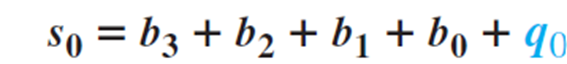 s₀ = b₃ + b₂ + b₁ + b₀ + q₀